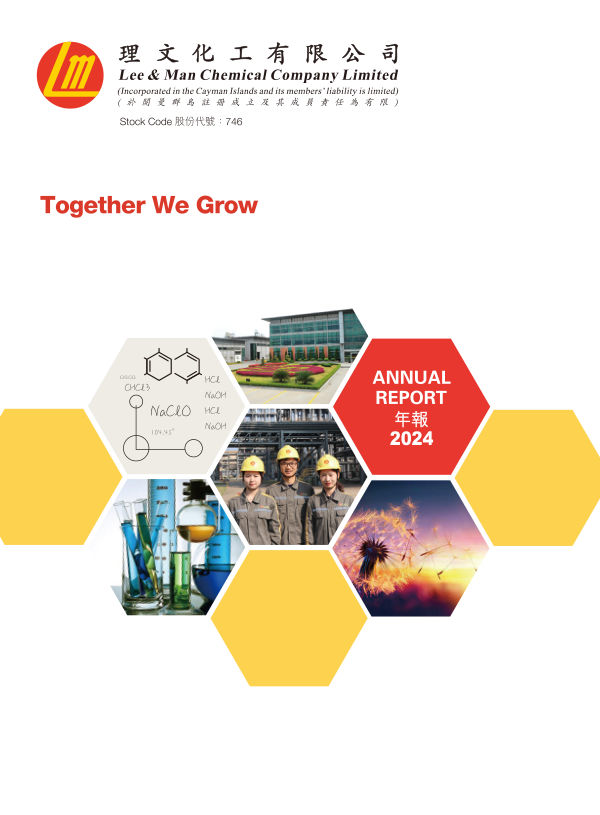 理文化工有限公司
Lee & Man Chemical Company Limited
(Incorporated in the Cayman Islands and its members' liability is limited)
(於開曼群島註冊成立及其成員責任為有限)
Stock Code 股份代號：746
Together We Grow
ANNUAL
REPORT
年報
2024
CHCl3
HCl
NaOH
NaClO
HCl
NaOH
104.45°